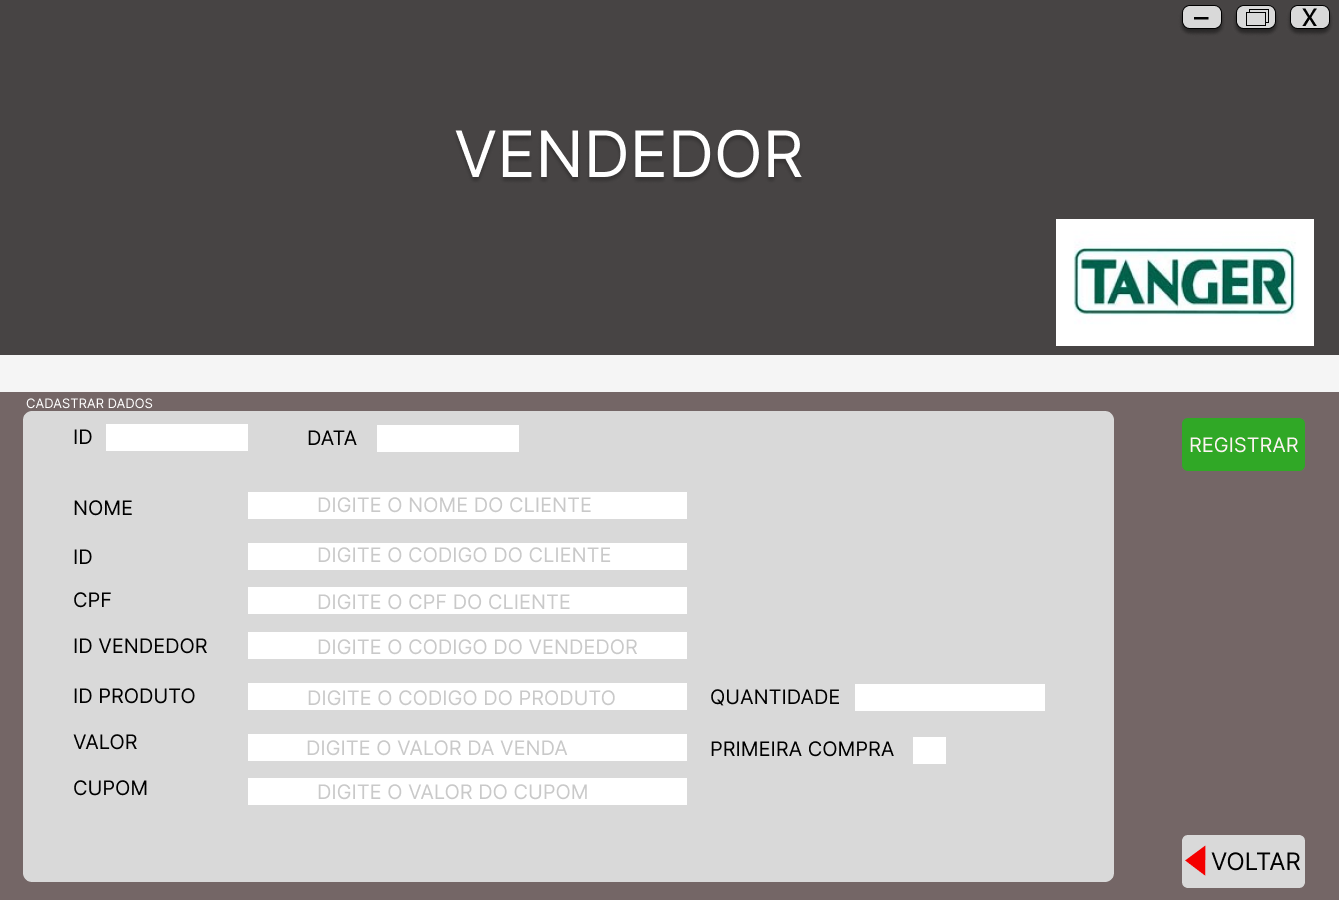 X
VENDEDOR
TANGER
CADASTRAR DADOS
ID
DATA
REGISTRAR
NOME
DIGITE O NOME DO CLIENTE
ID
DIGITE O CODIGO DO CLIENTE
CPF
DIGITE O CPF DO CLIENTE
ID VENDEDOR
DIGITE O CODIGO DO VENDEDOR
ID PRODUTO
DIGITE O CODIGO DO PRODUTO
QUANTIDADE
VALOR
DIGITE O VALOR DA VENDA
PRIMEIRA COMPRA
CUPOM
DIGITE O VALOR DO CUPOM
VOLTAR